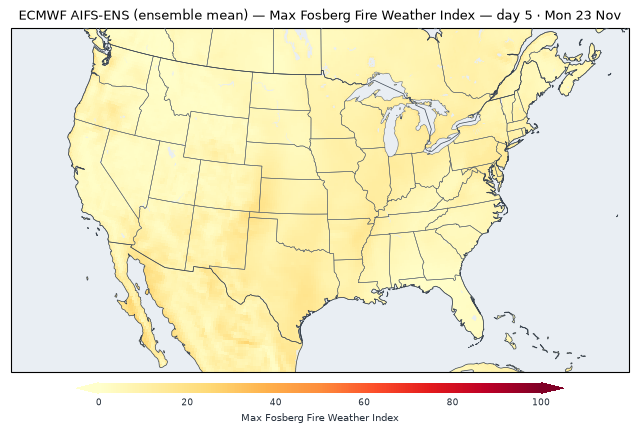 ECMWF AIFS-ENS (ensemble mean) — Max Fosberg Fire Weather Index — day 5 · Mon 23 Nov
0 20 40 60 80 100
Max Fosberg Fire Weather Index